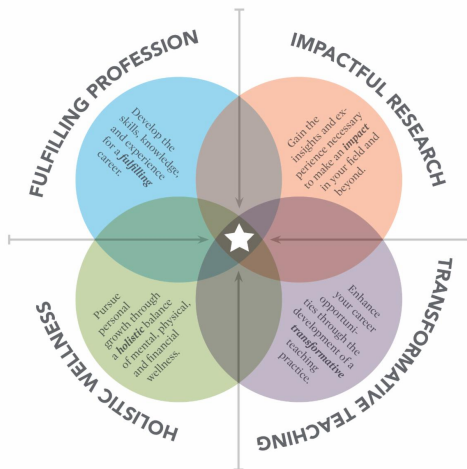 FULFILLING PROFESSION
Develop the
skills, knowledge,
and experience
for a fulfilling
career.
IMPACTFUL RESEARCH
Gain the
insights and ex-
perience necessary
to make an impact
in your field and
beyond.
HOLISTIC WELLNESS
Pursue
personal
growth through
a holistic balance
of mental, physical,
and financial
wellness.
TRANSFORMATIVE TEACHING
Enhance
your career
opportuni-
ties through the
development of a
transformative
teaching
practice.